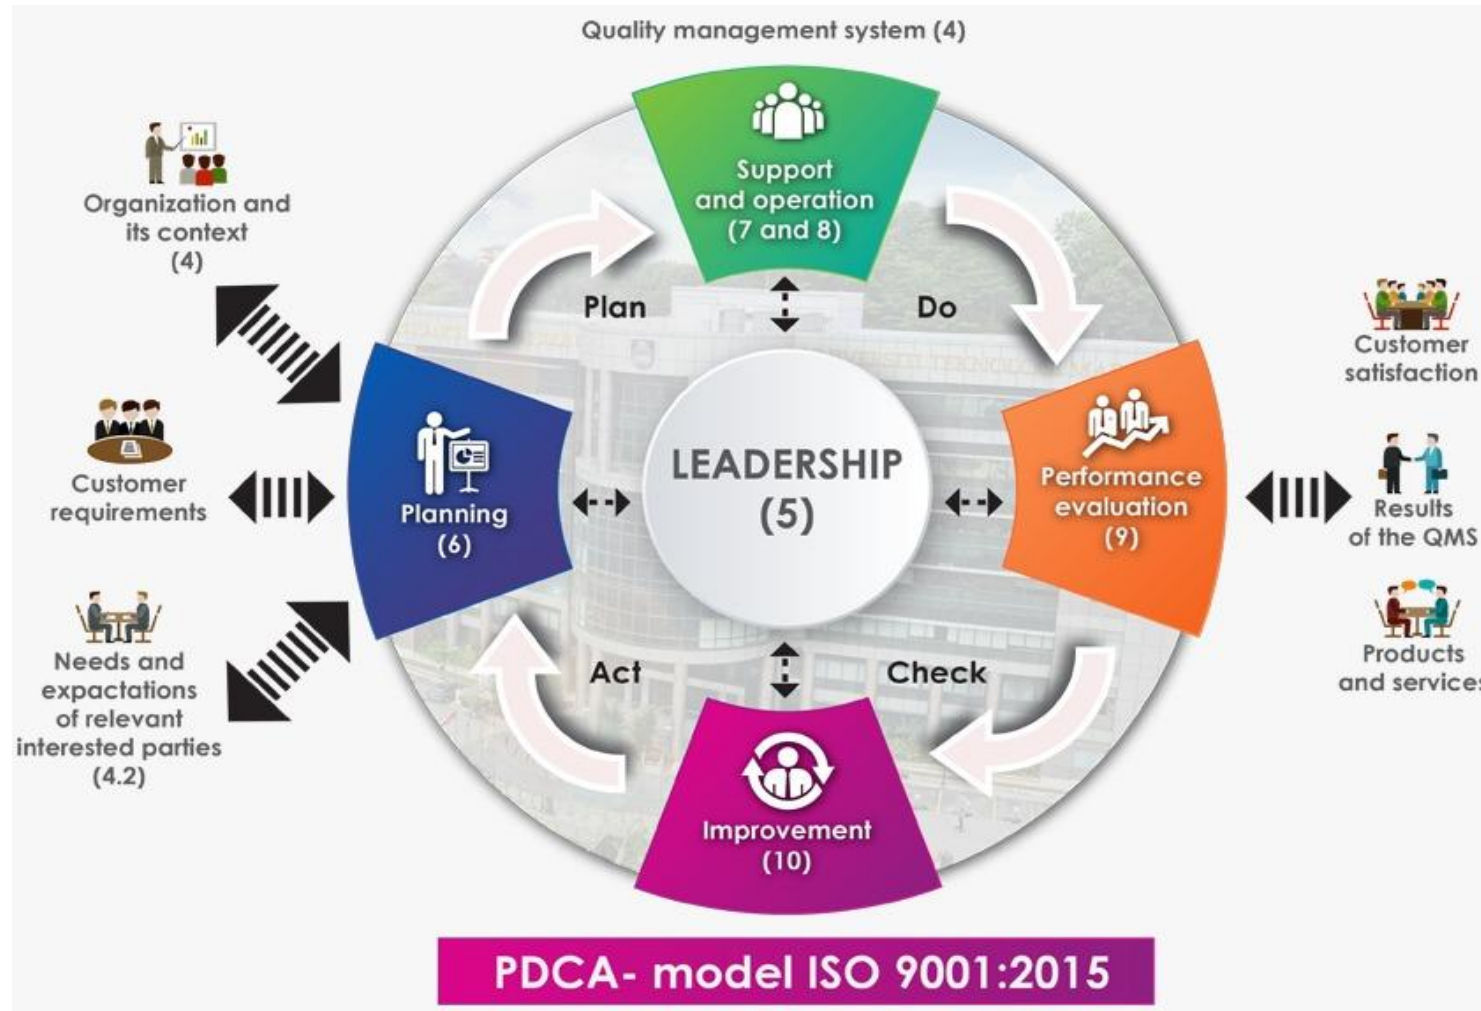 Quality management system (4)
Organization and
its context
(4)
Support
and operation
(7 and 8)
Plan
Do
Customer
satisfaction
Customer
requirements
Planning
(6)
LEADERSHIP
(5)
Performance
evaluation
(9)
Results
of the QMS
Needs and
expactations
of relevant
interested parties
(4.2)
Act
Check
Products
and services
Improvement
(10)
PDCA- model ISO 9001:2015